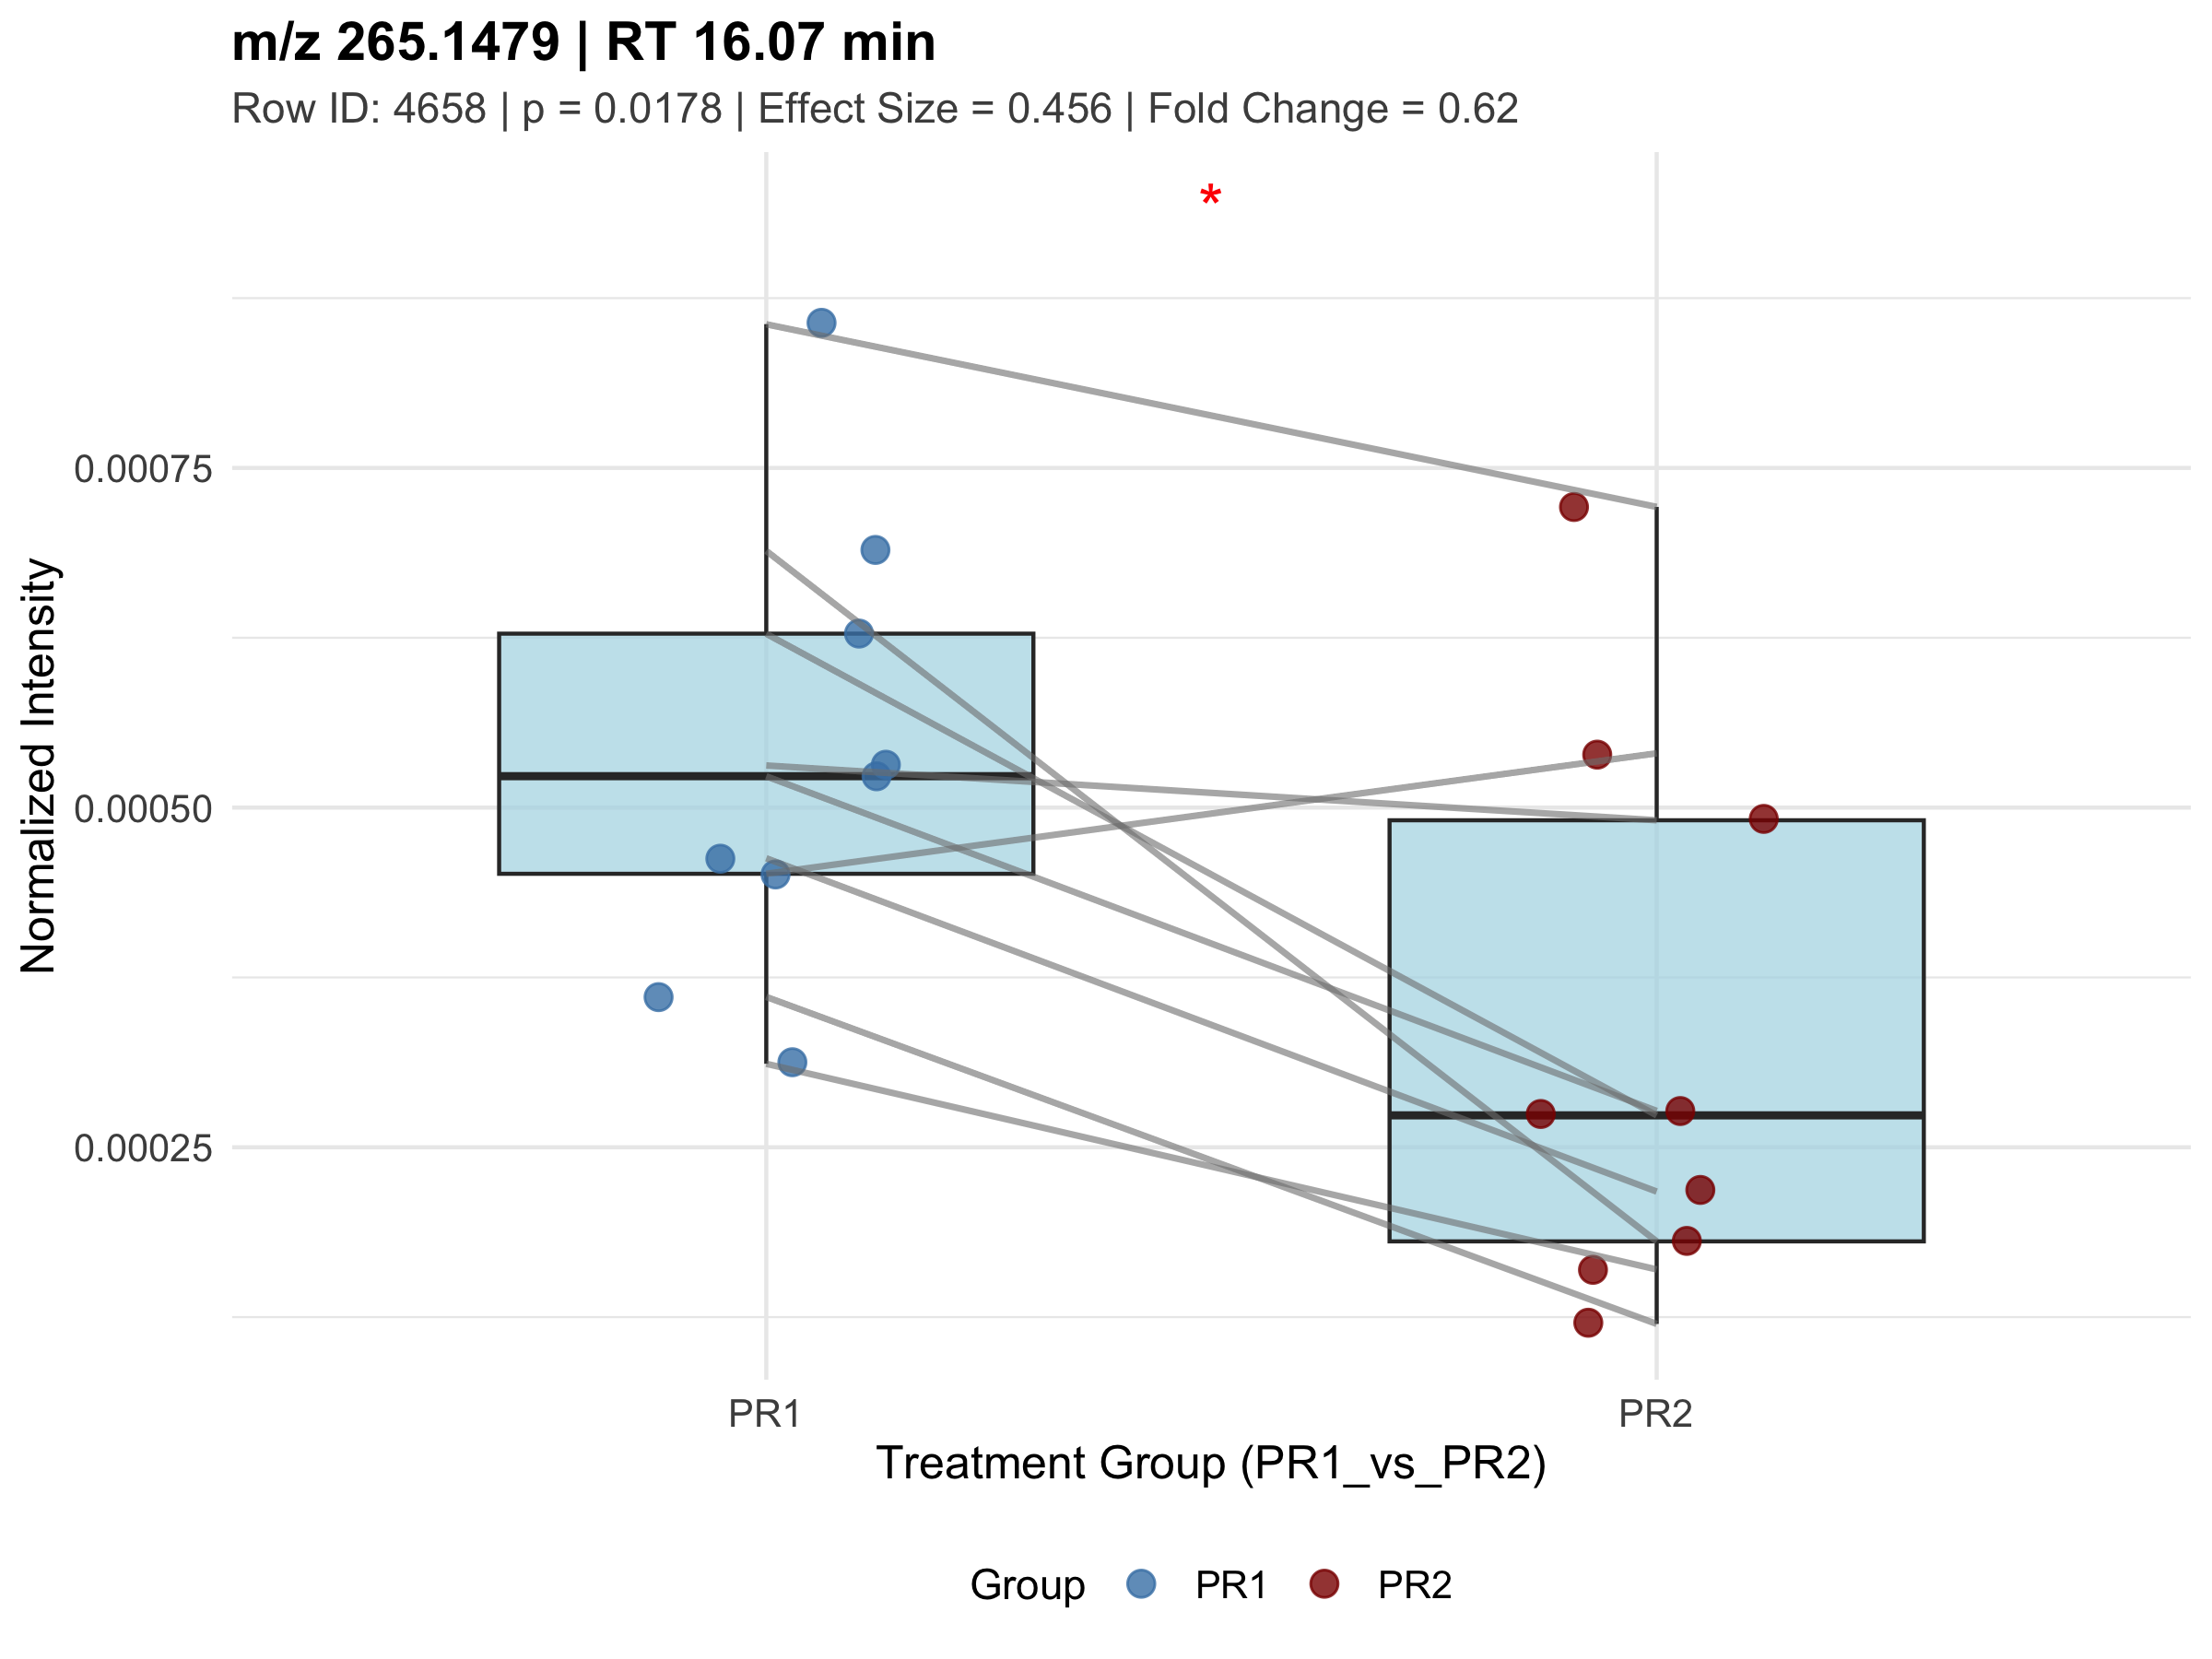 m/z 265.1479 | RT 16.07 min
Row ID: 4658 | p = 0.0178 | Effect Size = 0.456 | Fold Change = 0.62
*
Normalized Intensity
0.00075
0.00050
0.00025
PR1 PR2
Treatment Group (PR1_vs_PR2)
Group PR1 PR2